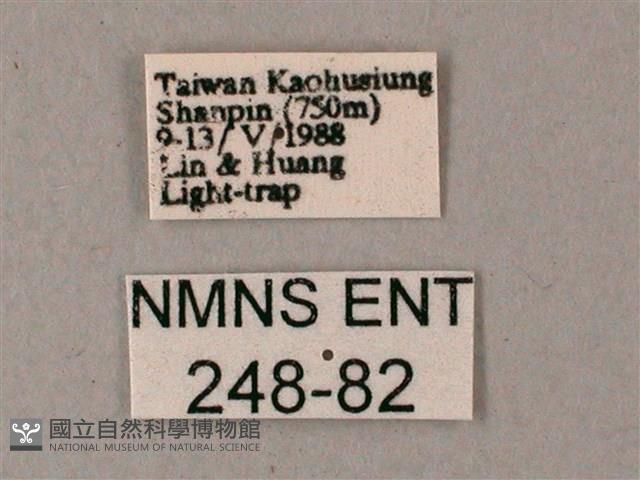 Taiwan Kaohusiung
Shanpin (750m)
9-13/V/1988
Lin & Huang
Light-trap
NMNS ENT
248-82
國立自然科學博物館
NATIONAL MUSEUM OF NATURAL SCIENCE